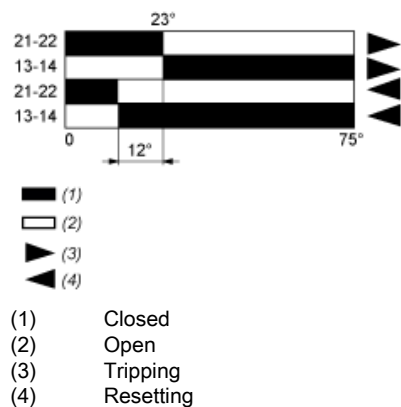 23°
21-22
13-14
21-22
13-14
0 75°
12°
(1)
(2)
(3)
(4)
(1) Closed
(2) Open
(3) Tripping
(4) Resetting